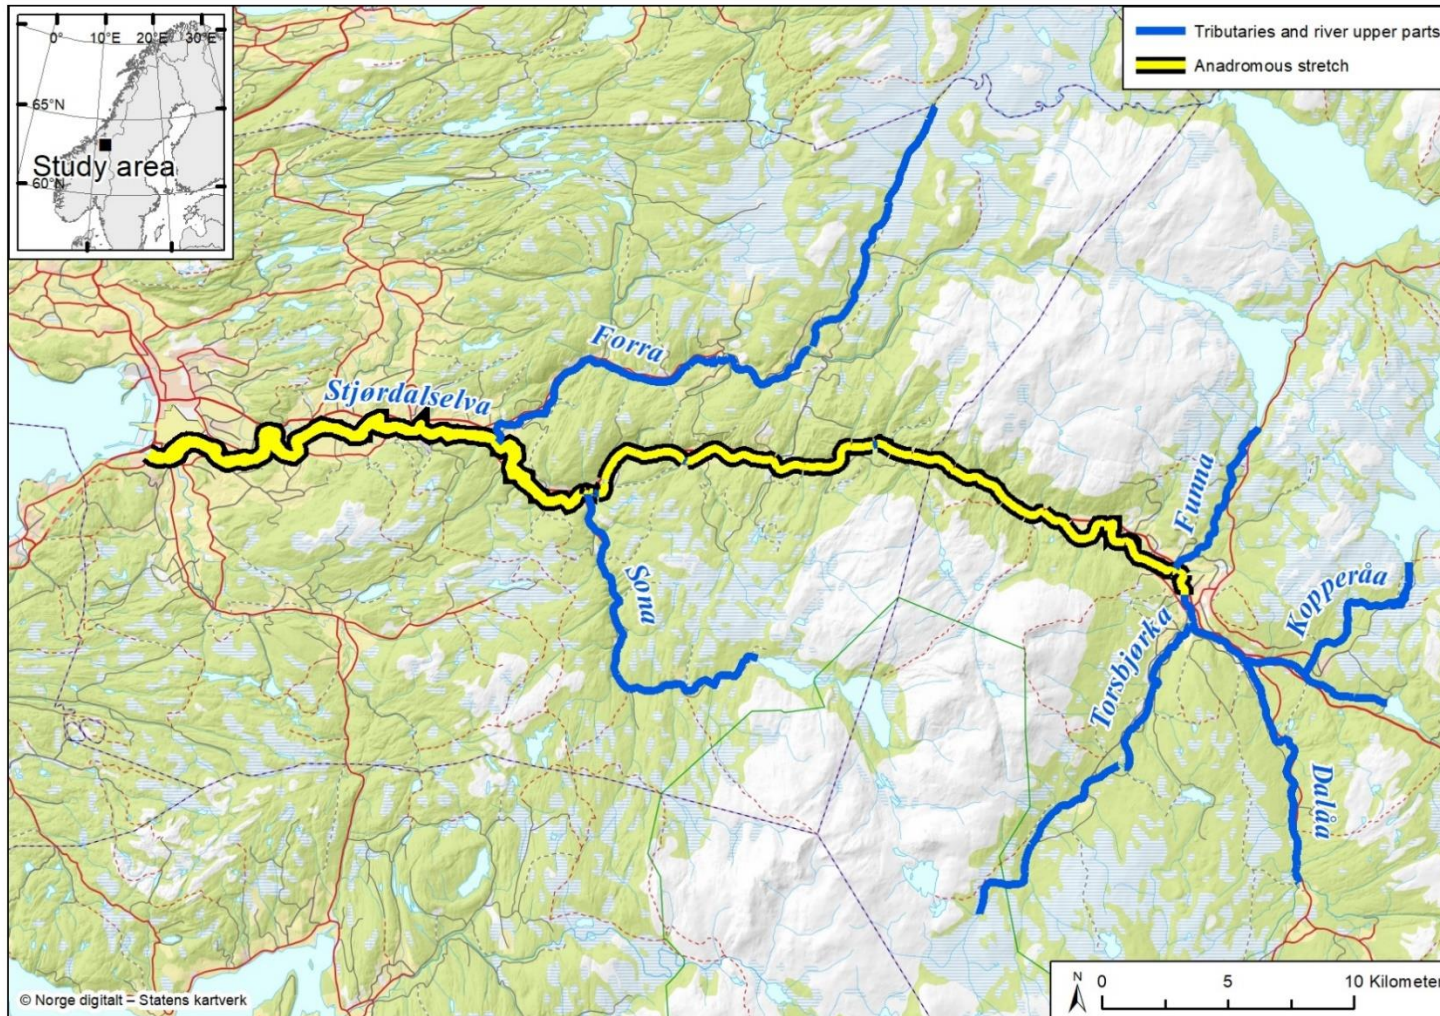 0° 10°E 20°E 30°E
65°N
Study area
60°N
Tributaries and river upper parts
Anadromous stretch
Forra
Stjørdalselva
Funna
Kopperåa
Sona
Torsbjørka
Dalåa
© Norge digitalt – Statens kartverk
N
0 5 10 Kilometer